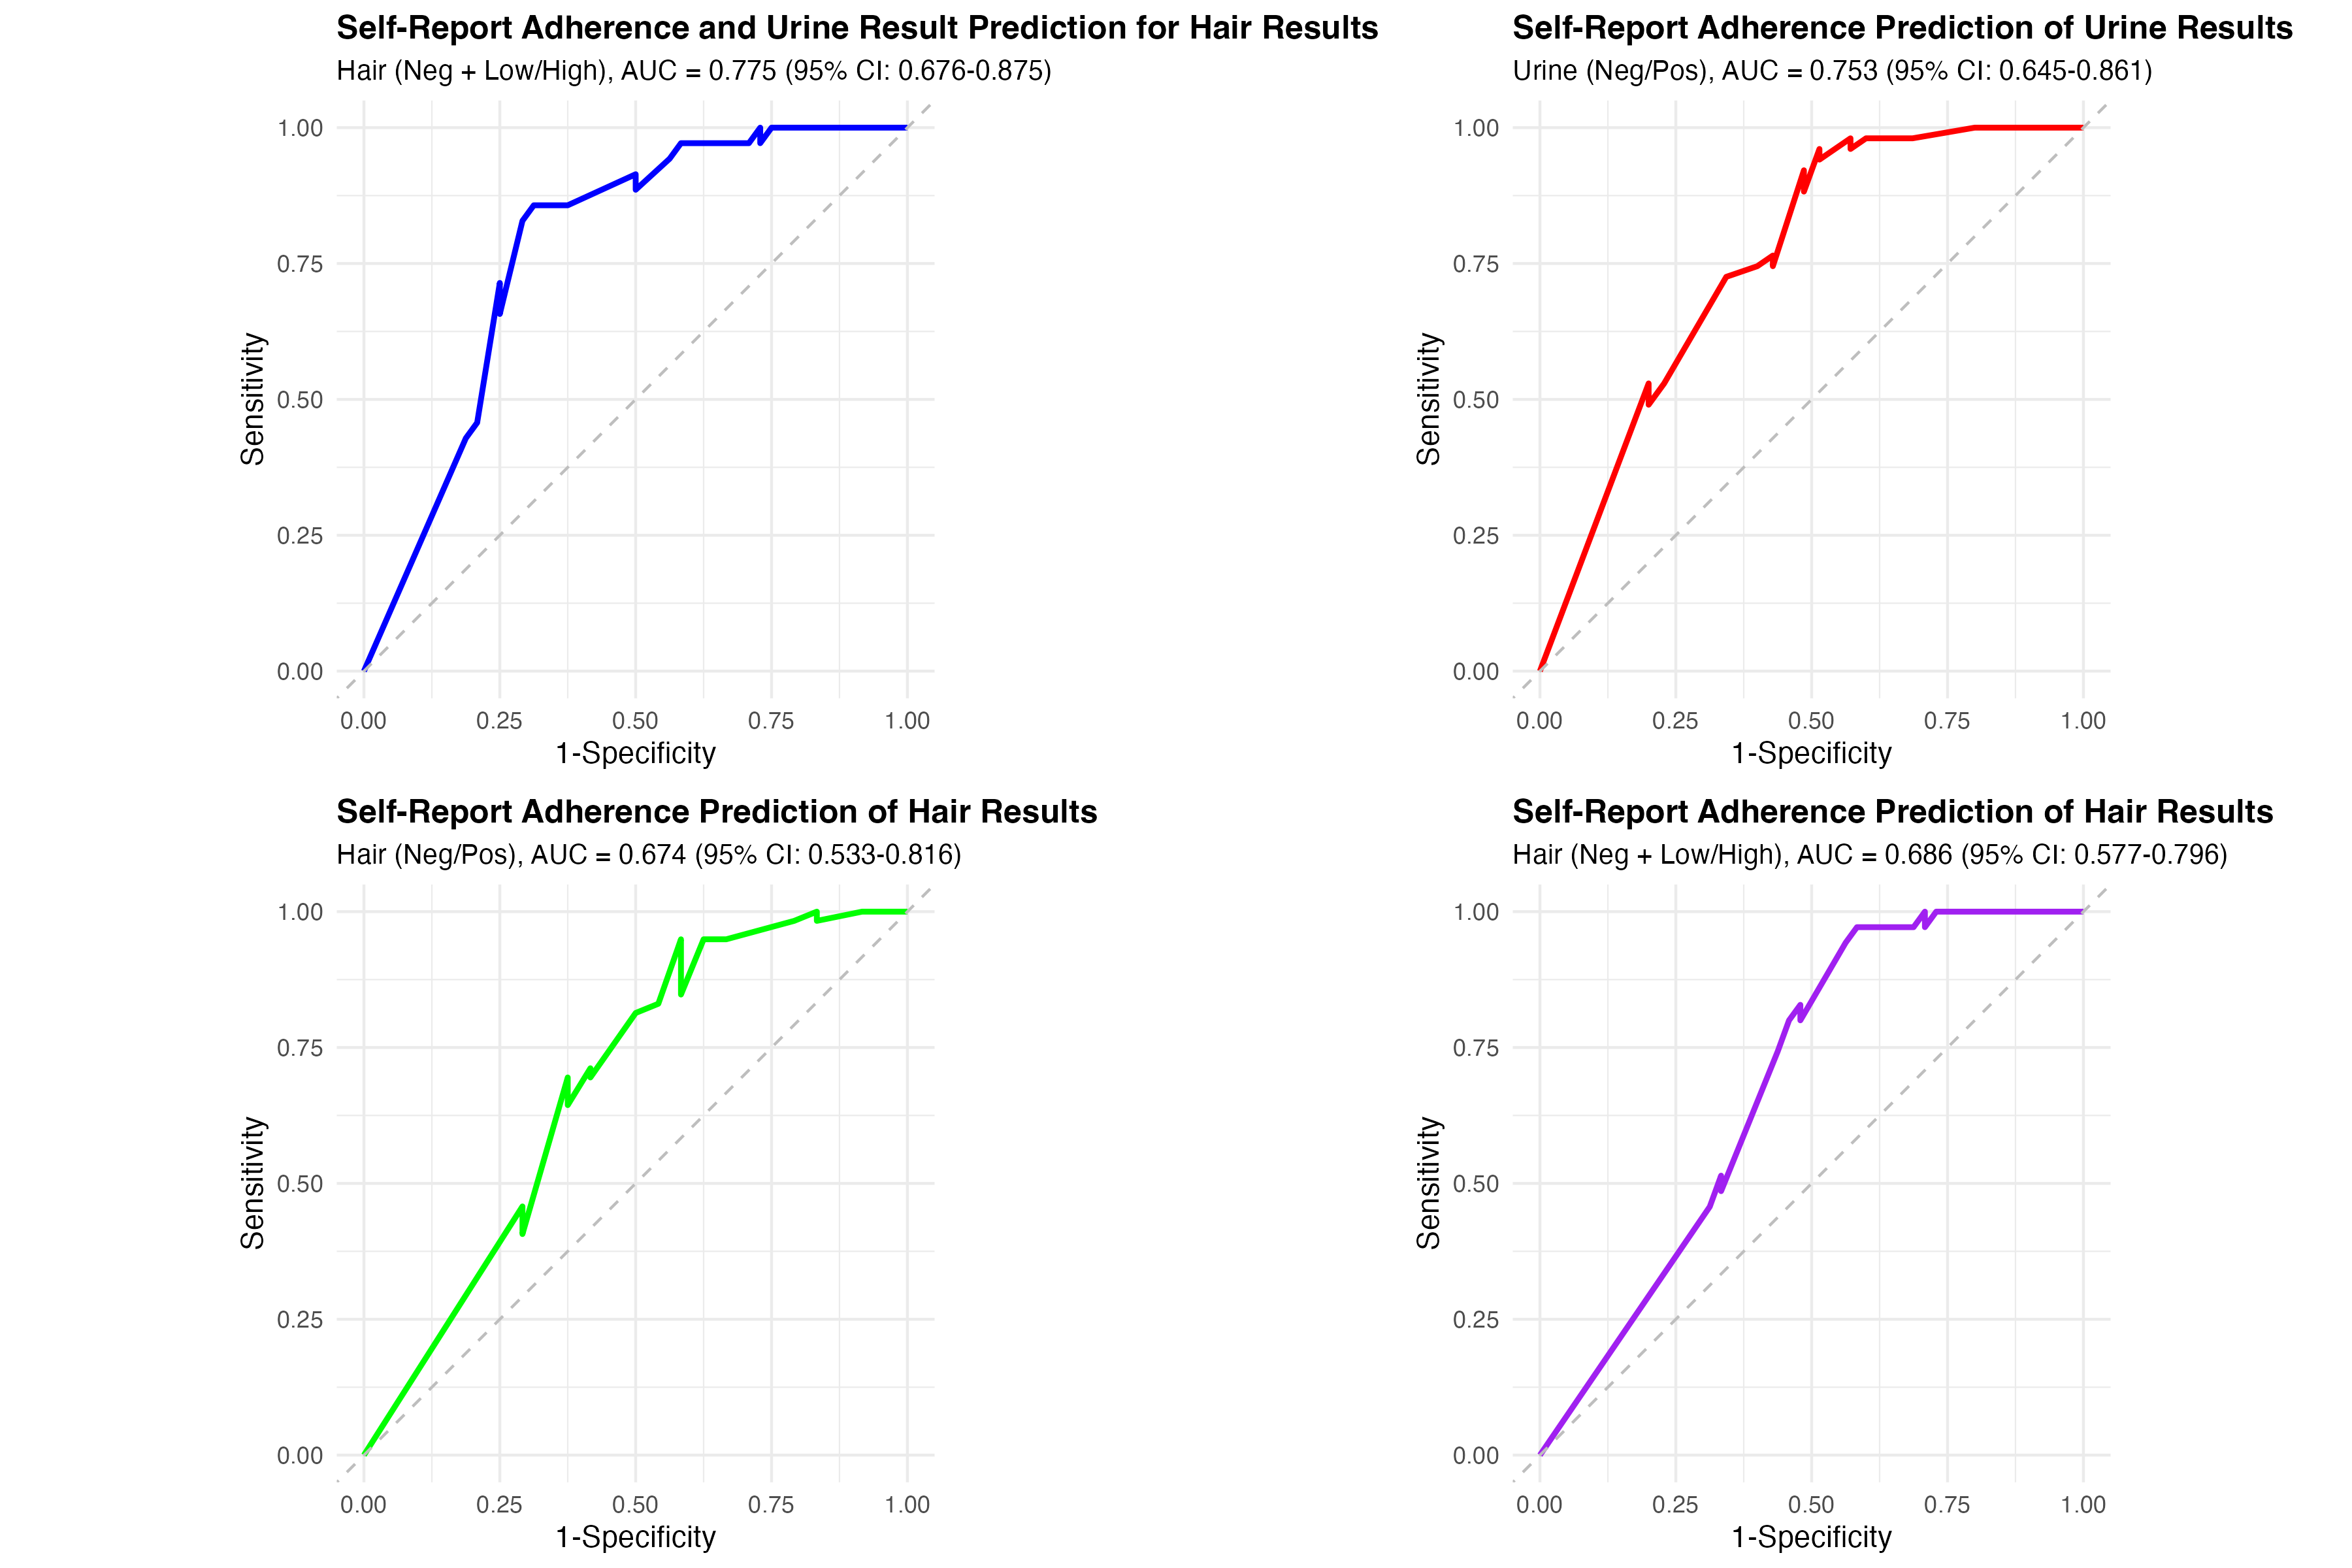 Self-Report Adherence and Urine Result Prediction for Hair Results
Hair (Neg + Low/High), AUC = 0.775 (95% CI: 0.676-0.875)
1.00
0.75
0.50
0.25
0.00
Sensitivity
0.00 0.25 0.50 0.75 1.00
1-Specificity
Self-Report Adherence Prediction of Urine Results
Urine (Neg/Pos), AUC = 0.753 (95% CI: 0.645-0.861)
1.00
0.75
0.50
0.25
0.00
Sensitivity
0.00 0.25 0.50 0.75 1.00
1-Specificity
Self-Report Adherence Prediction of Hair Results
Hair (Neg/Pos), AUC = 0.674 (95% CI: 0.533-0.816)
1.00
0.75
0.50
0.25
0.00
Sensitivity
0.00 0.25 0.50 0.75 1.00
1-Specificity
Self-Report Adherence Prediction of Hair Results
Hair (Neg + Low/High), AUC = 0.686 (95% CI: 0.577-0.796)
1.00
0.75
0.50
0.25
0.00
Sensitivity
0.00 0.25 0.50 0.75 1.00
1-Specificity